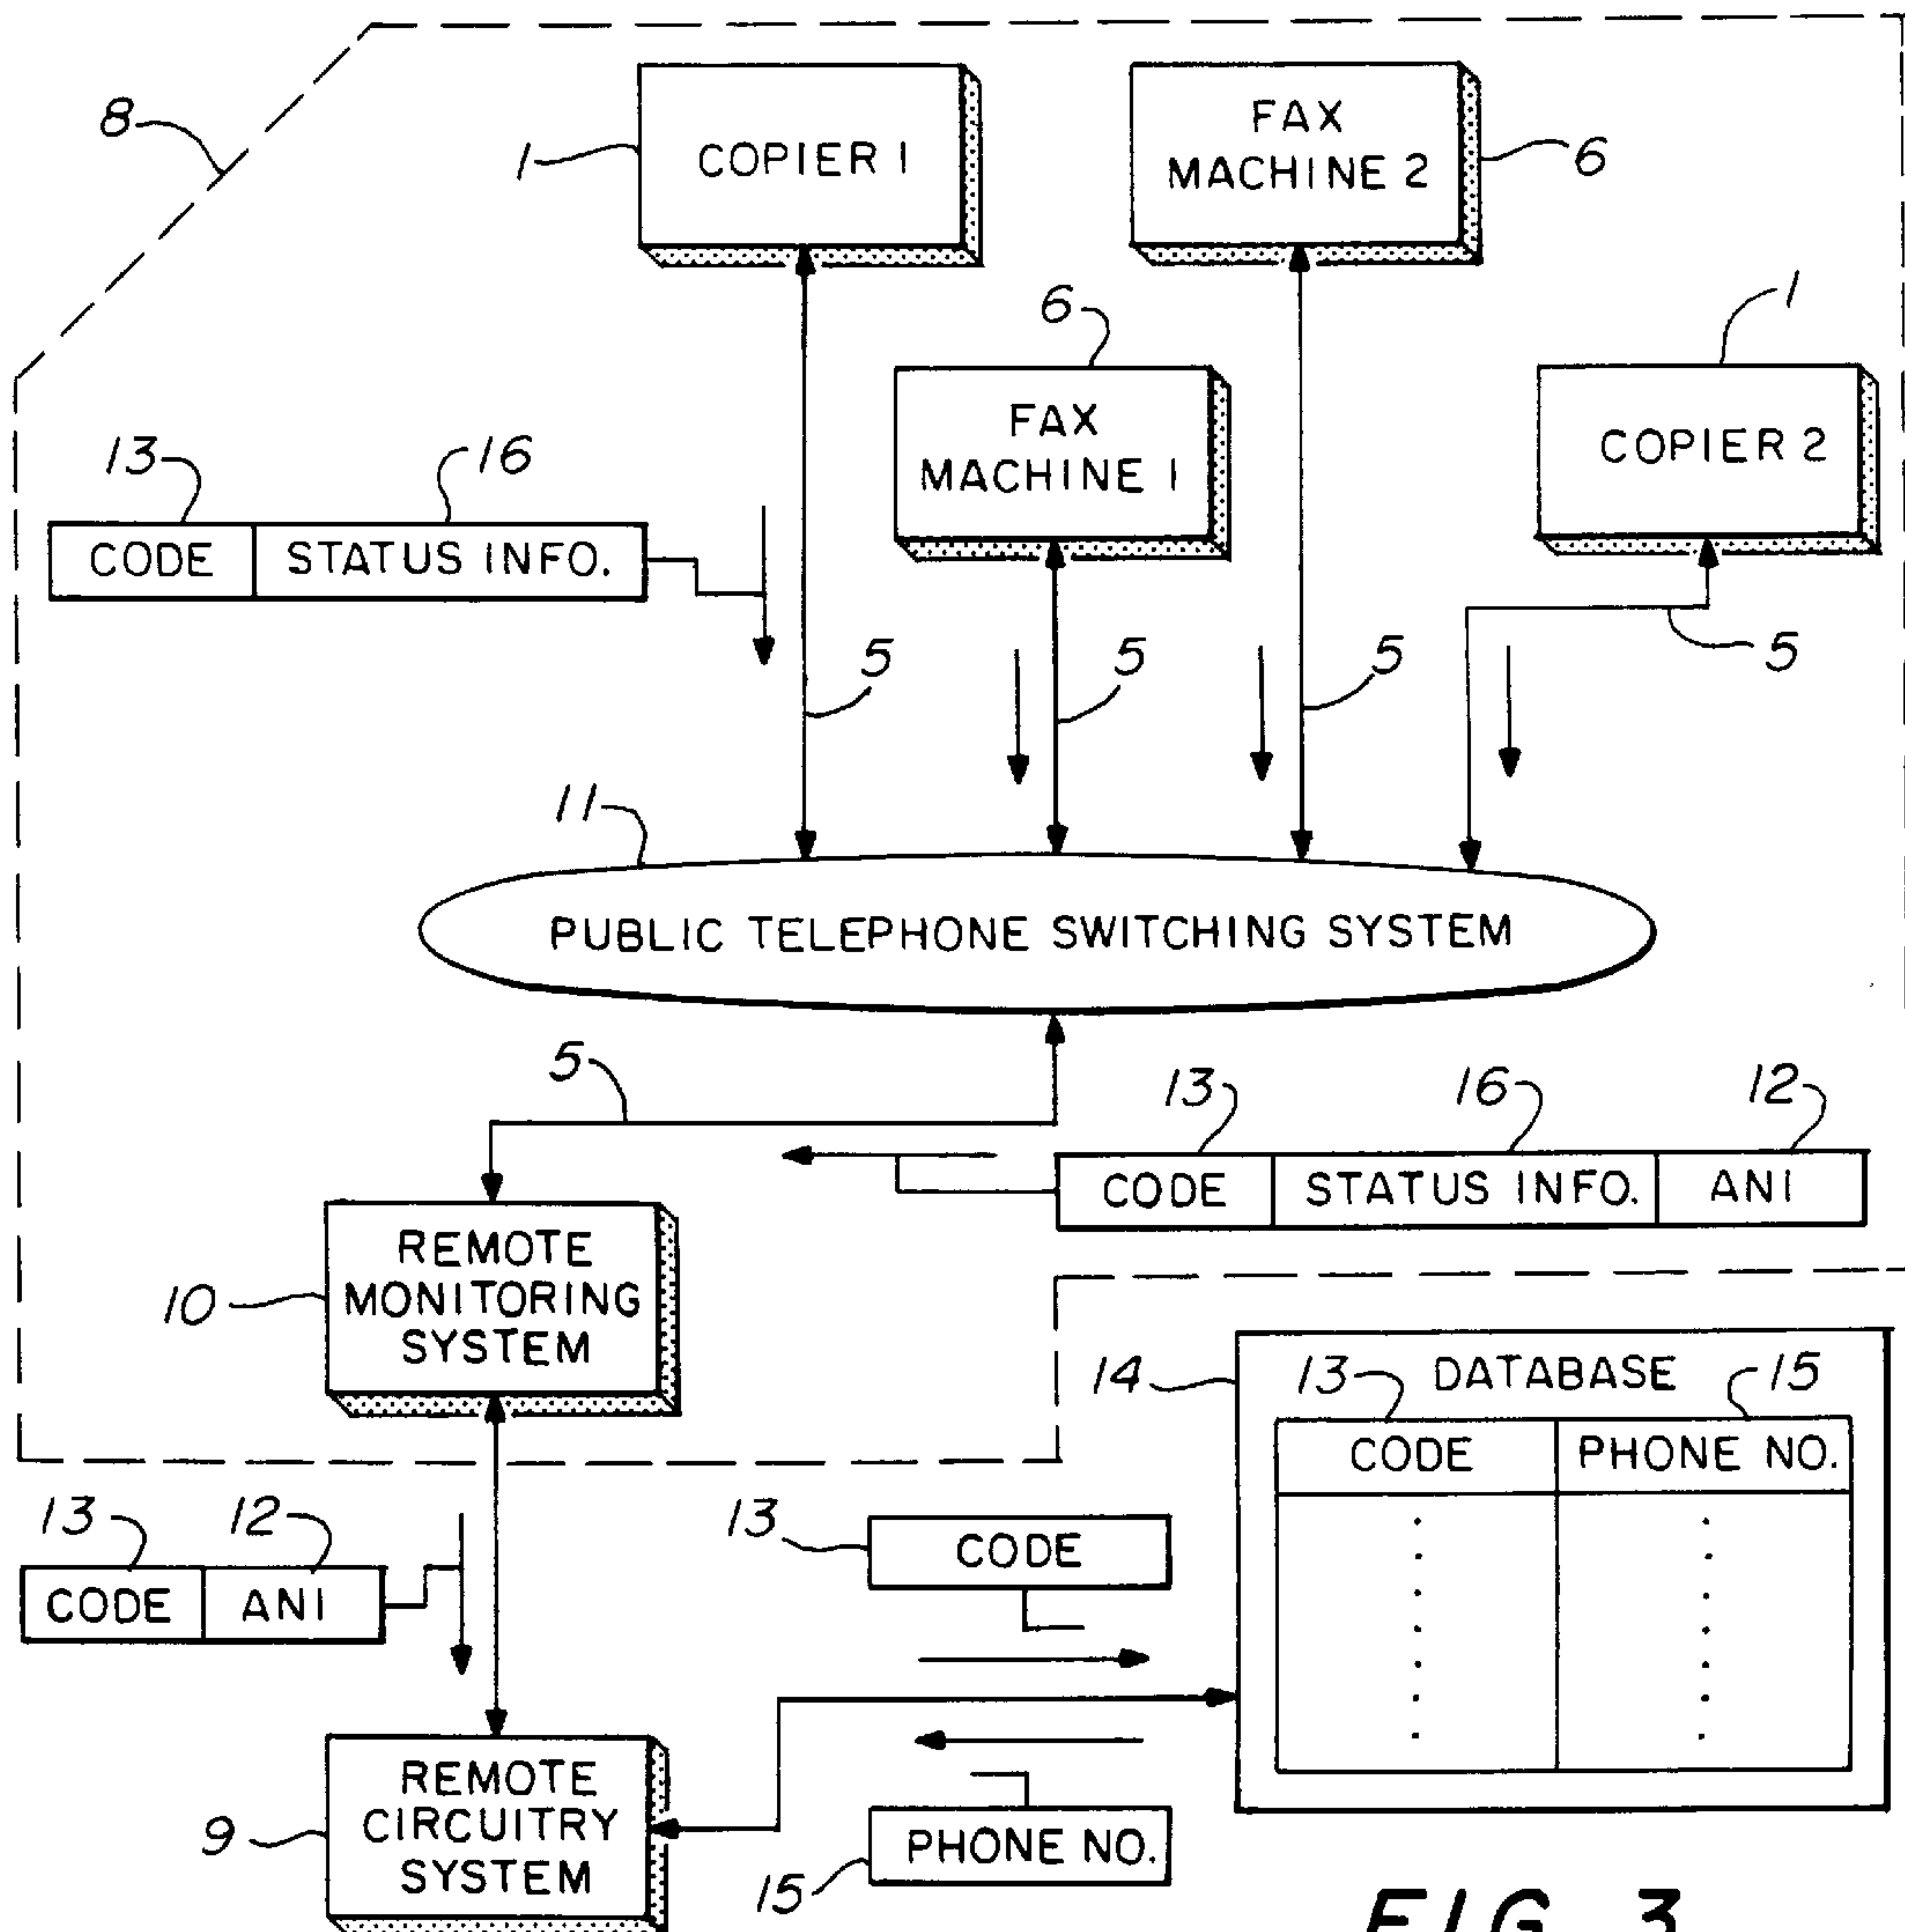 8
1
COPIER 1
FAX
MACHINE 2
6
6
1
FAX
MACHINE 1
COPIER 2
13
16
CODE
STATUS INFO.
5
5
5
5
11
PUBLIC TELEPHONE SWITCHING SYSTEM
5
13
16
12
CODE
STATUS INFO.
ANI
REMOTE
MONITORING
SYSTEM
10
14
DATABASE
13
15
CODE
PHONE NO.
13
12
CODE
ANI
13
CODE
REMOTE
CIRCUITRY
SYSTEM
9
PHONE NO.
15
FIG. 3